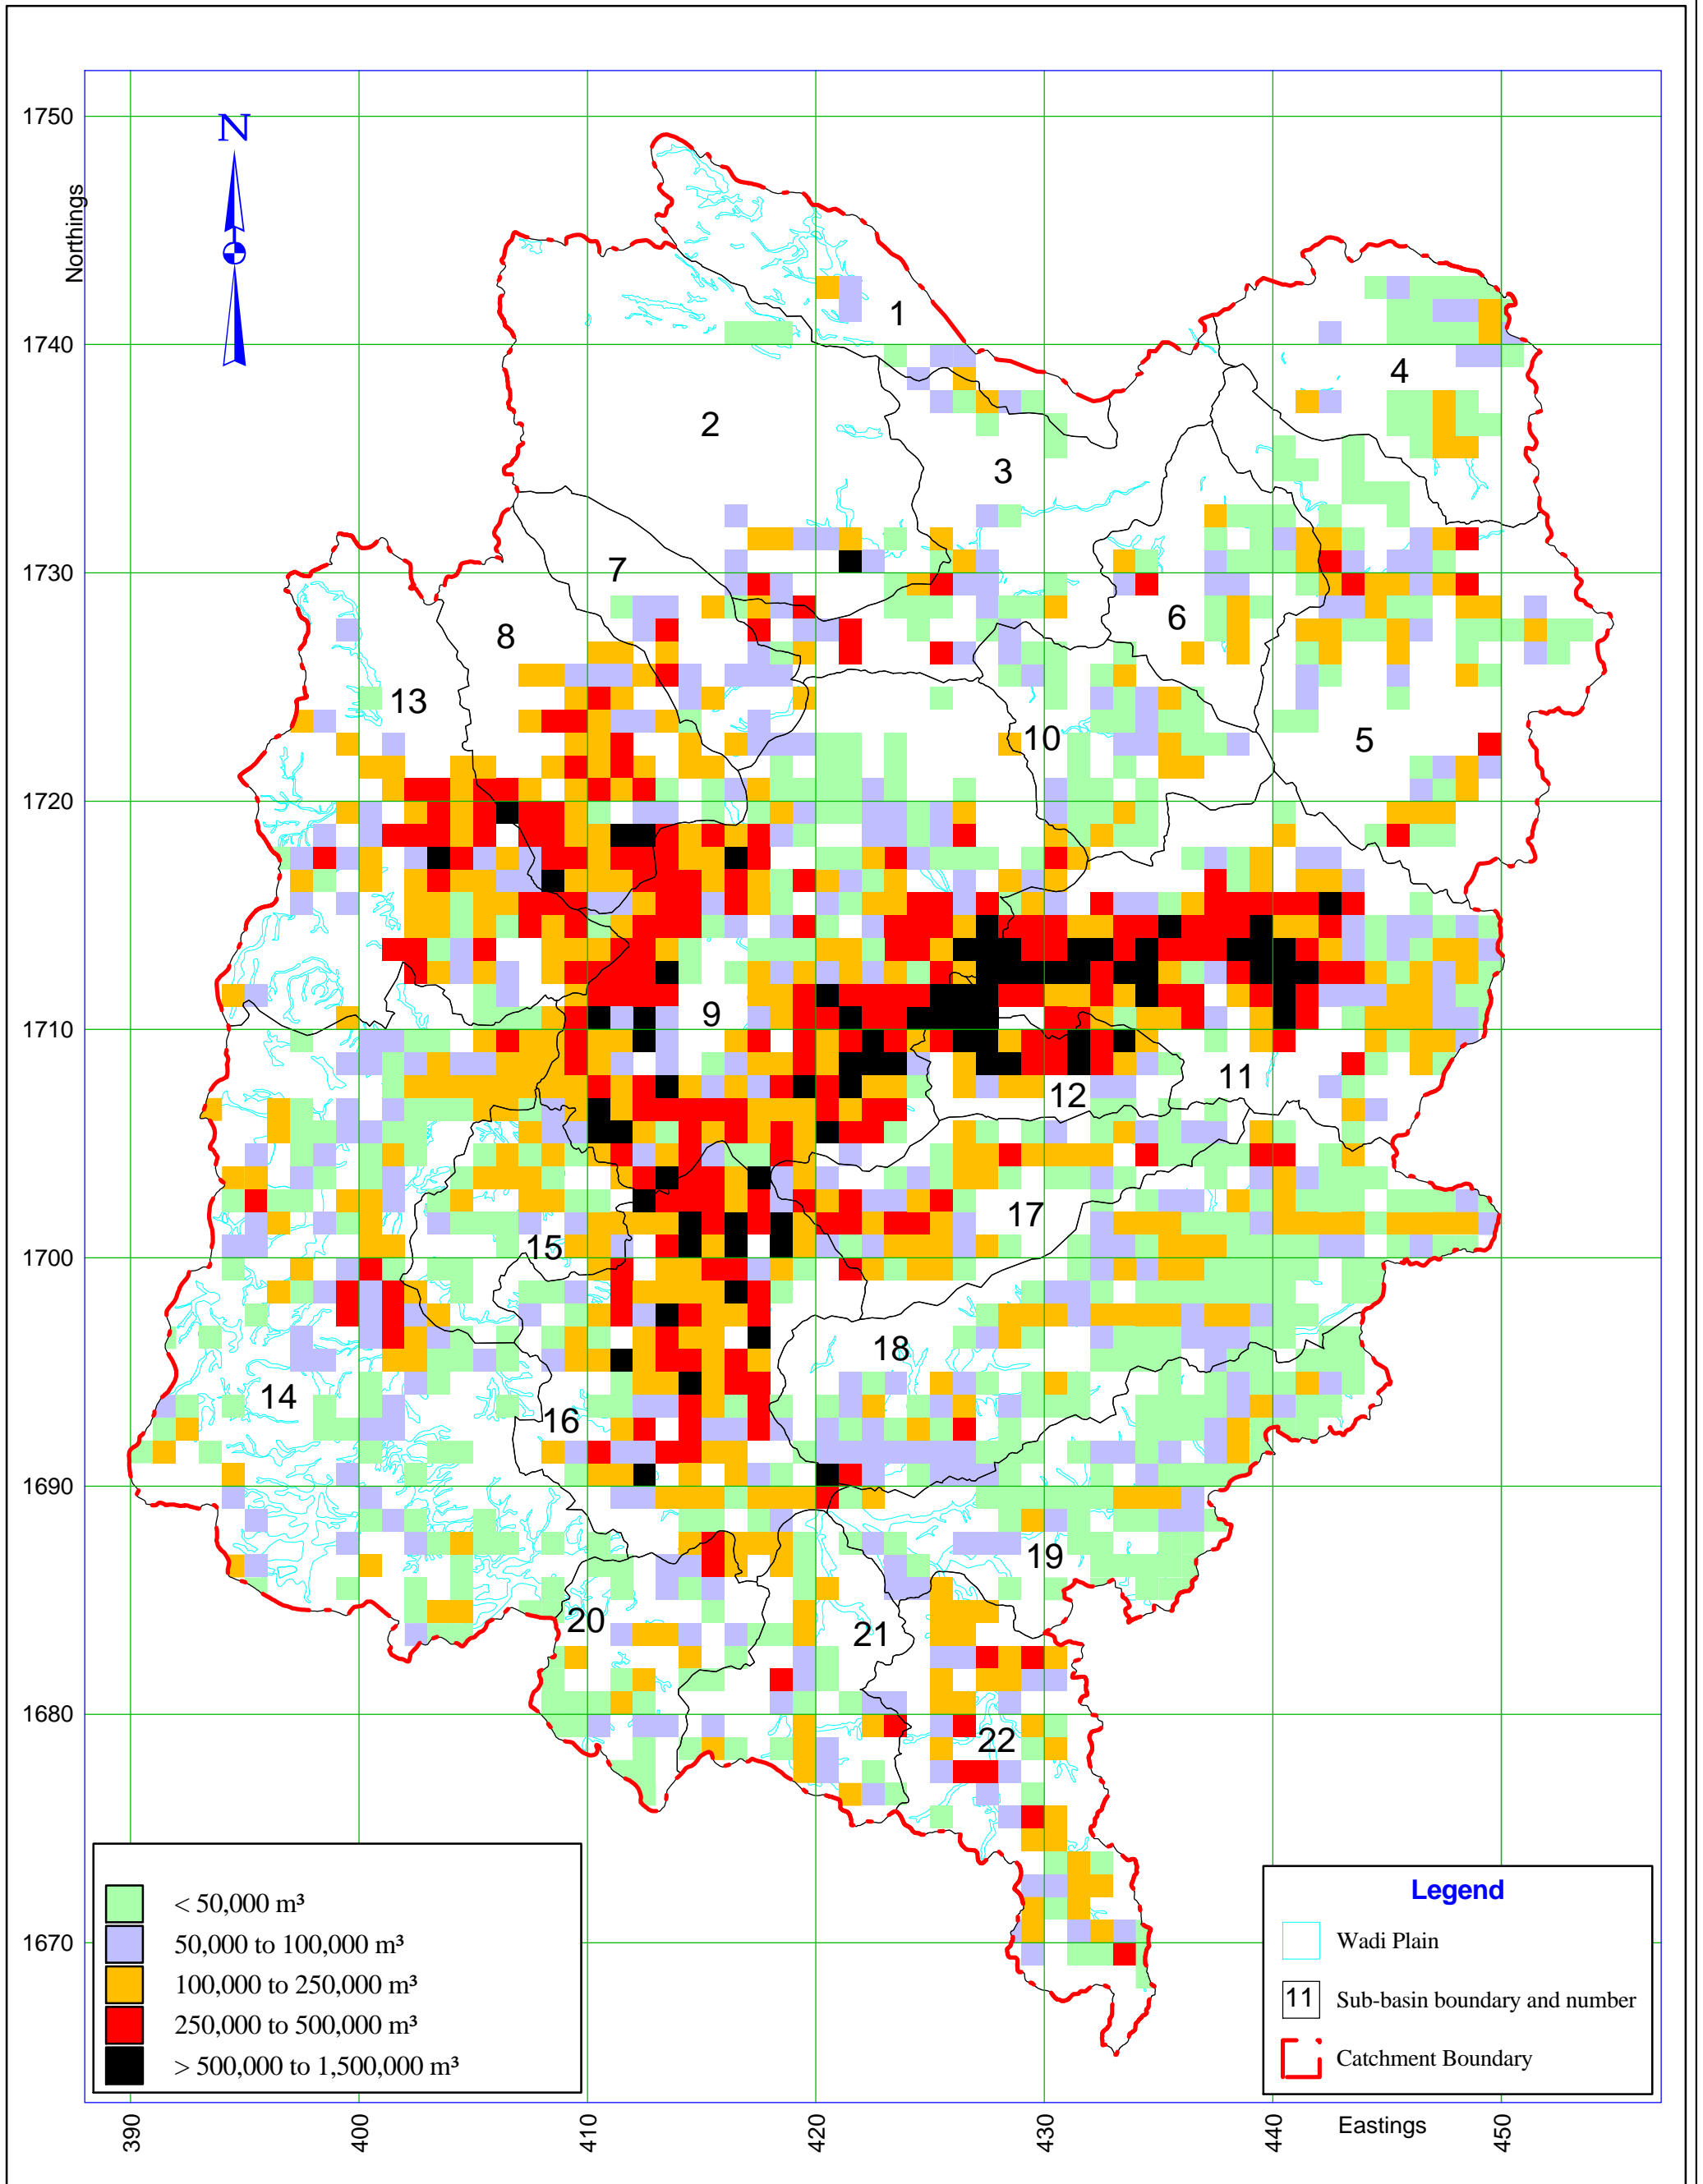 1750
N
Northings
1
1740
4
2
3
1730
7
6
8
13
10
5
1720
9
1710
11
12
17
15
1700
18
14
16
1690
19
20
21
1680
22
< 50,000 m³
50,000 to 100,000 m³
100,000 to 250,000 m³
250,000 to 500,000 m³
> 500,000 to 1,500,000 m³
1670
Legend
Wadi Plain
11 Sub-basin boundary and number
Catchment Boundary
390 400 410 420 430 440 Eastings 450